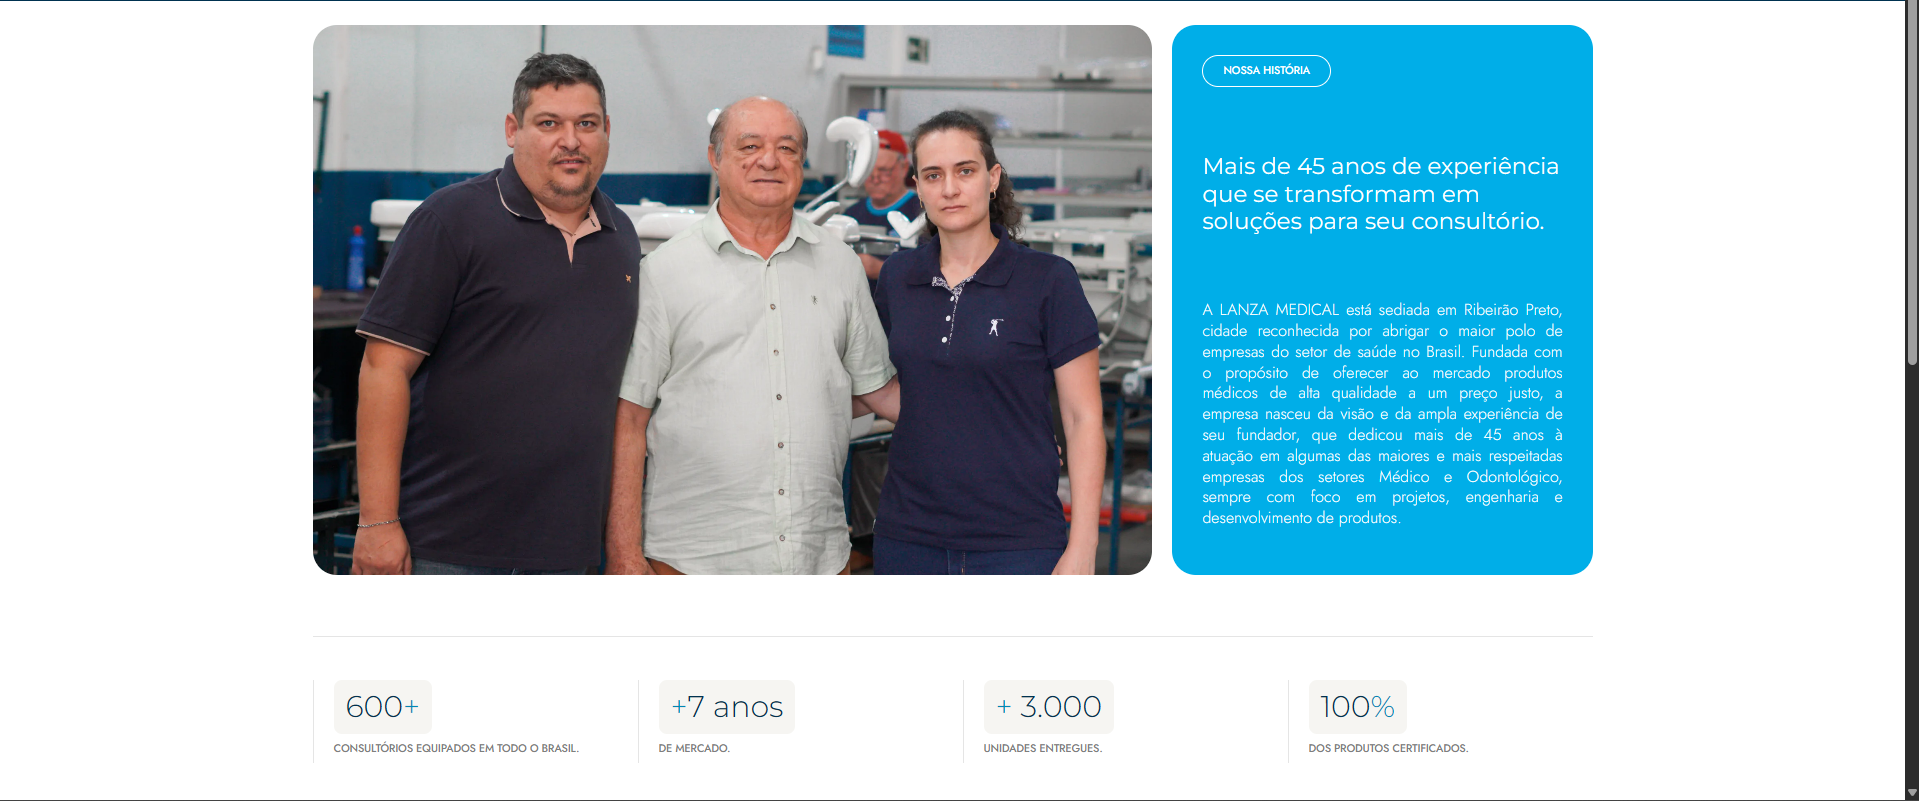 NOSSA HISTÓRIA
Mais de 45 anos de experiência
que se transformam em
soluções para seu consultório.
A LANZA MEDICAL está sediada em Ribeirão Preto,
cidade reconhecida por abrigar o maior polo de
empresas do setor de saúde no Brasil. Fundada com
o propósito de oferecer ao mercado produtos
médicos de alta qualidade a um preço justo, a
empresa nasceu da visão e da ampla experiência de
seu fundador, que dedicou mais de 45 anos à
atuação em algumas das maiores e mais respeitadas
empresas dos setores Médico e Odontológico,
sempre com foco em projetos, engenharia e
desenvolvimento de produtos.
600+
CONSULTÓRIOS EQUIPADOS EM TODO O BRASIL.
+7 anos
DE MERCADO.
+ 3.000
UNIDADES ENTREGUES.
100%
DOS PRODUTOS CERTIFICADOS.